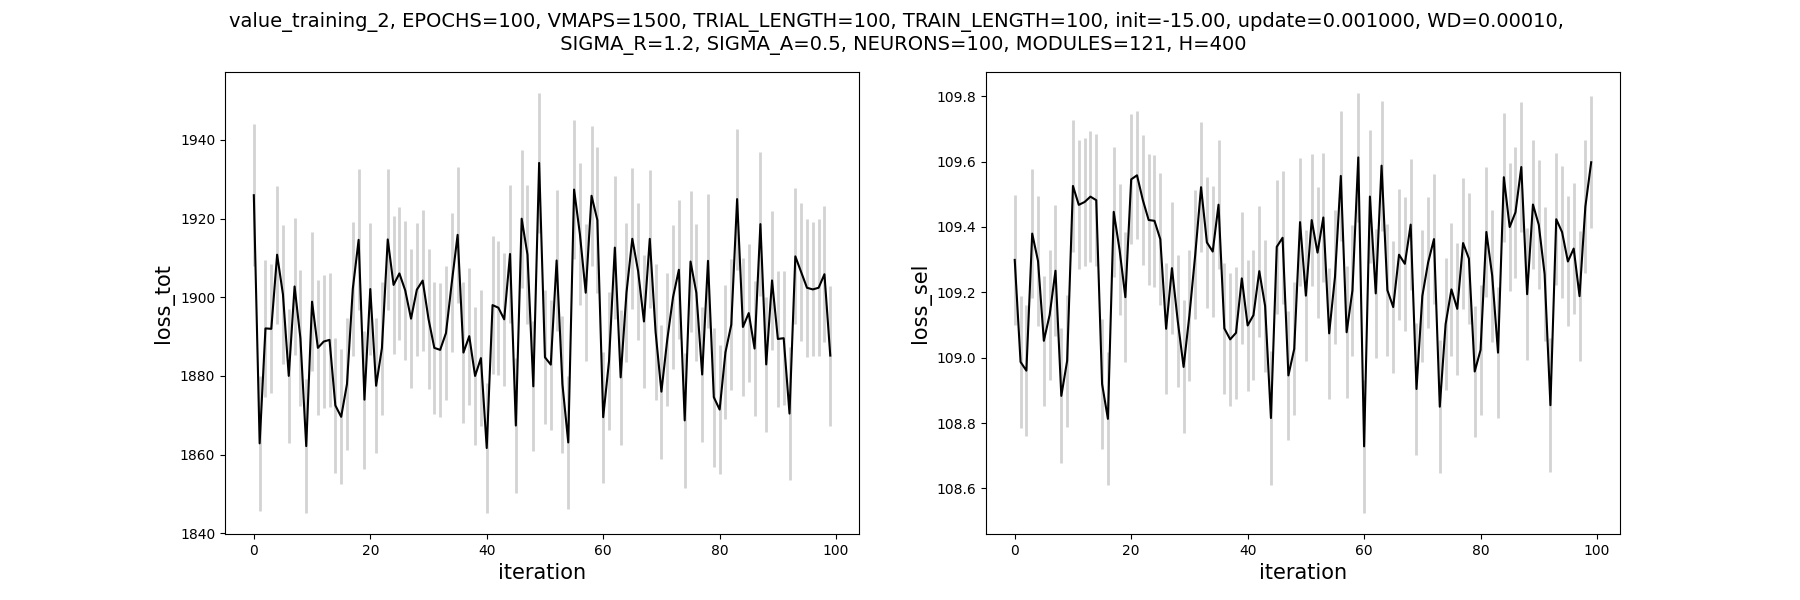 value_training_2, EPOCHS=100, VMAPS=1500, TRIAL_LENGTH=100, TRAIN_LENGTH=100, init=-15.00, update=0.001000, WD=0.00010,
SIGMA_R=1.2, SIGMA_A=0.5, NEURONS=100, MODULES=121, H=400
loss_tot
1940
1920
1900
1880
1860
1840
0 20 40 60 80 100
iteration
loss_sel
109.8
109.6
109.4
109.2
109.0
108.8
108.6
0 20 40 60 80 100
iteration